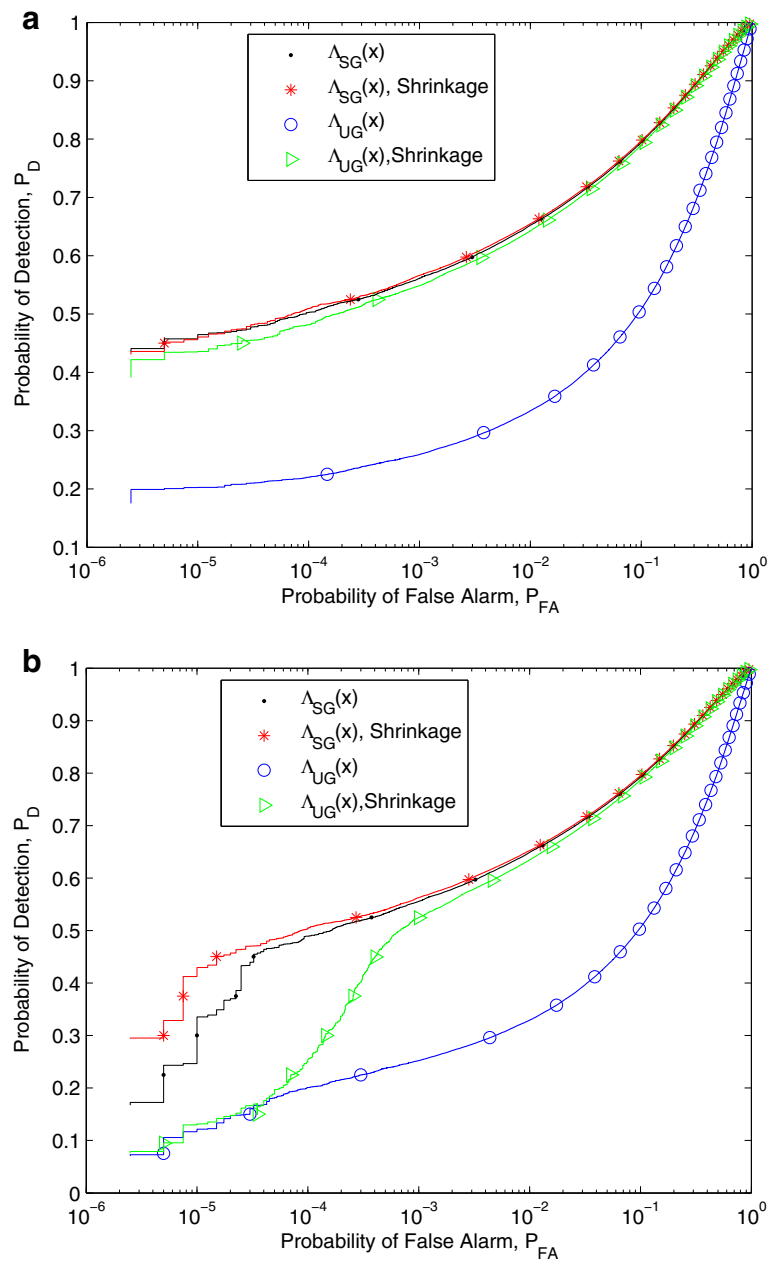 a
Λ_SG(x)
Λ_SG(x), Shrinkage
Λ_UG(x)
Λ_UG(x),Shrinkage
Probability of Detection, P_D
1
0.9
0.8
0.7
0.6
0.5
0.4
0.3
0.2
0.1
10^-6 10^-5 10^-4 10^-3 10^-2 10^-1 10^0
Probability of False Alarm, P_FA
b
Λ_SG(x)
Λ_SG(x), Shrinkage
Λ_UG(x)
Λ_UG(x),Shrinkage
Probability of Detection, P_D
1
0.9
0.8
0.7
0.6
0.5
0.4
0.3
0.2
0.1
0
10^-6 10^-5 10^-4 10^-3 10^-2 10^-1 10^0
Probability of False Alarm, P_FA